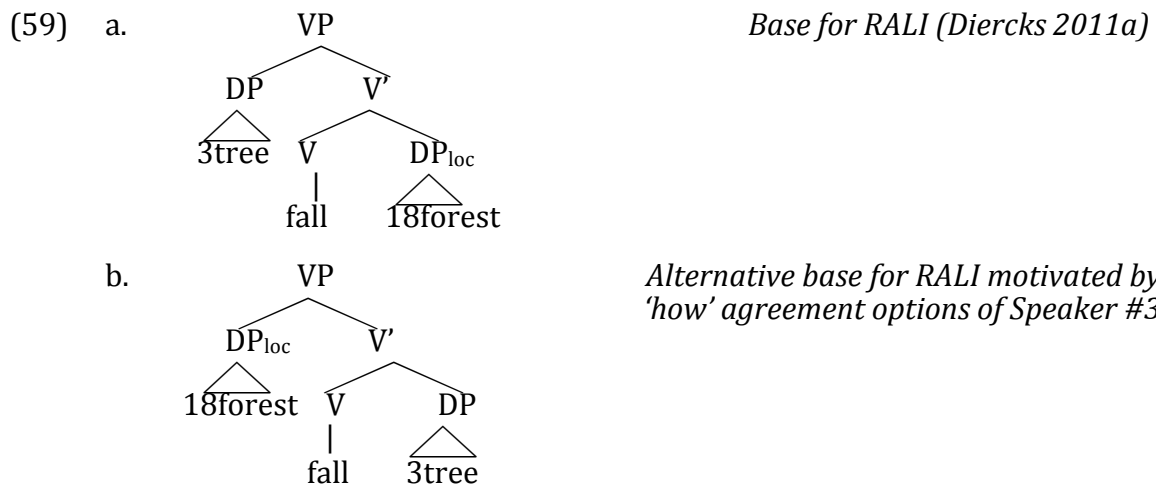 (59) a. VP Base for RALI (Diercks 2011a)
DP V’
3tree V DPloc
fall 18forest
b. VP Alternative base for RALI motivated by
‘how’ agreement options of Speaker #3
DPloc V’
18forest V DP
fall 3tree